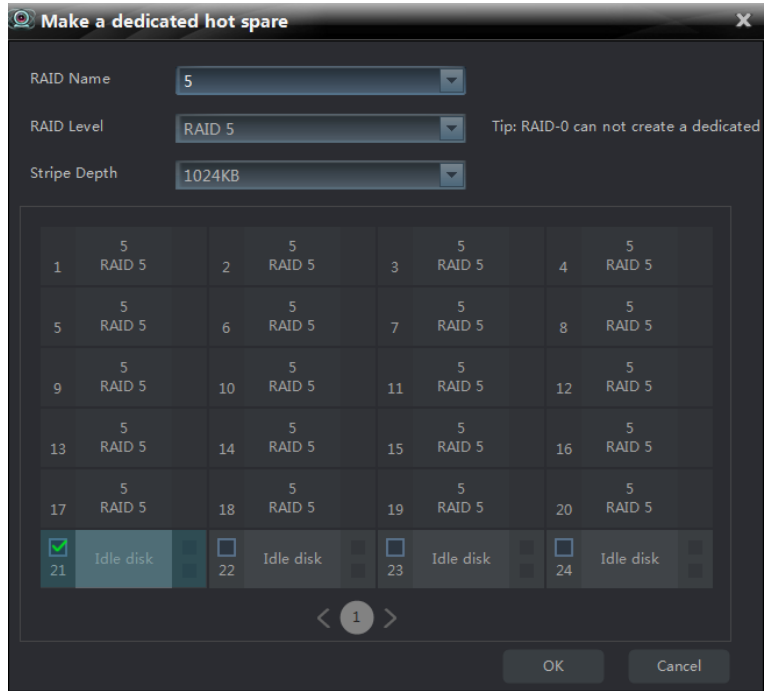 Make a dedicated hot spare
RAID Name 5
RAID Level RAID 5 Tip: RAID-0 can not create a dedicated
Stripe Depth 1024KB
5 5 5 5
1 RAID 5 2 RAID 5 3 RAID 5 4 RAID 5
5 5 5 5
5 RAID 5 6 RAID 5 7 RAID 5 8 RAID 5
5 5 5 5
9 RAID 5 10 RAID 5 11 RAID 5 12 RAID 5
5 5 5 5
13 RAID 5 14 RAID 5 15 RAID 5 16 RAID 5
5 5 5 5
17 RAID 5 18 RAID 5 19 RAID 5 20 RAID 5
Idle disk Idle disk Idle disk Idle disk
21 22 23 24
< 1 >
OK Cancel